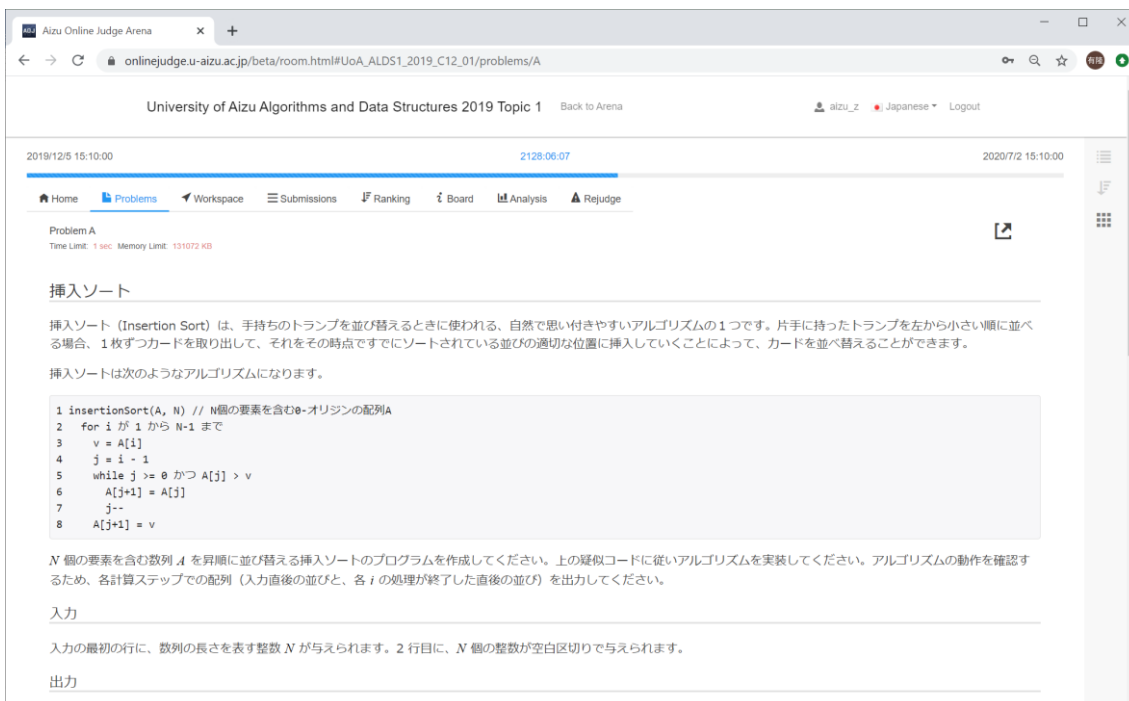 AOJ Aizu Online Judge Arena × +
onlinejudge.u-aizu.ac.jp/beta/room.html#UoA_ALDS1_2019_C12_01/problems/A 有隆
University of Aizu Algorithms and Data Structures 2019 Topic 1 Back to Arena aizu_z Japanese Logout
2019/12/5 15:10:00 2128:06:07 2020/7/2 15:10:00
Home Problems Workspace Submissions Ranking Board Analysis Rejudge
Problem A
Time Limit: 1 sec Memory Limit: 131072 KB
挿入ソート
挿入ソート（Insertion Sort）は、手持ちのトランプを並び替えるときに使われる、自然で思い付きやすいアルゴリズムの１つです。片手に持ったトランプを左から小さい順に並べ
る場合、１枚ずつカードを取り出して、それをその時点ですでにソートされている並びの適切な位置に挿入していくことによって、カードを並べ替えることができます。
挿入ソートは次のようなアルゴリズムになります。
1 insertionSort(A, N) // N個の要素を含む0-オリジンの配列A
2 for i が 1 から N-1 まで
3 v = A[i]
4 j = i - 1
5 while j >= 0 かつ A[j] > v
6 A[j+1] = A[j]
7 j--
8 A[j+1] = v
N 個の要素を含む数列 A を昇順に並び替える挿入ソートのプログラムを作成してください。上の疑似コードに従いアルゴリズムを実装してください。アルゴリズムの動作を確認す
るため、各計算ステップでの配列（入力直後の並びと、各 i の処理が終了した直後の並び）を出力してください。
入力
入力の最初の行に、数列の長さを表す整数 N が与えられます。2 行目に、N 個の整数が空白区切りで与えられます。
出力